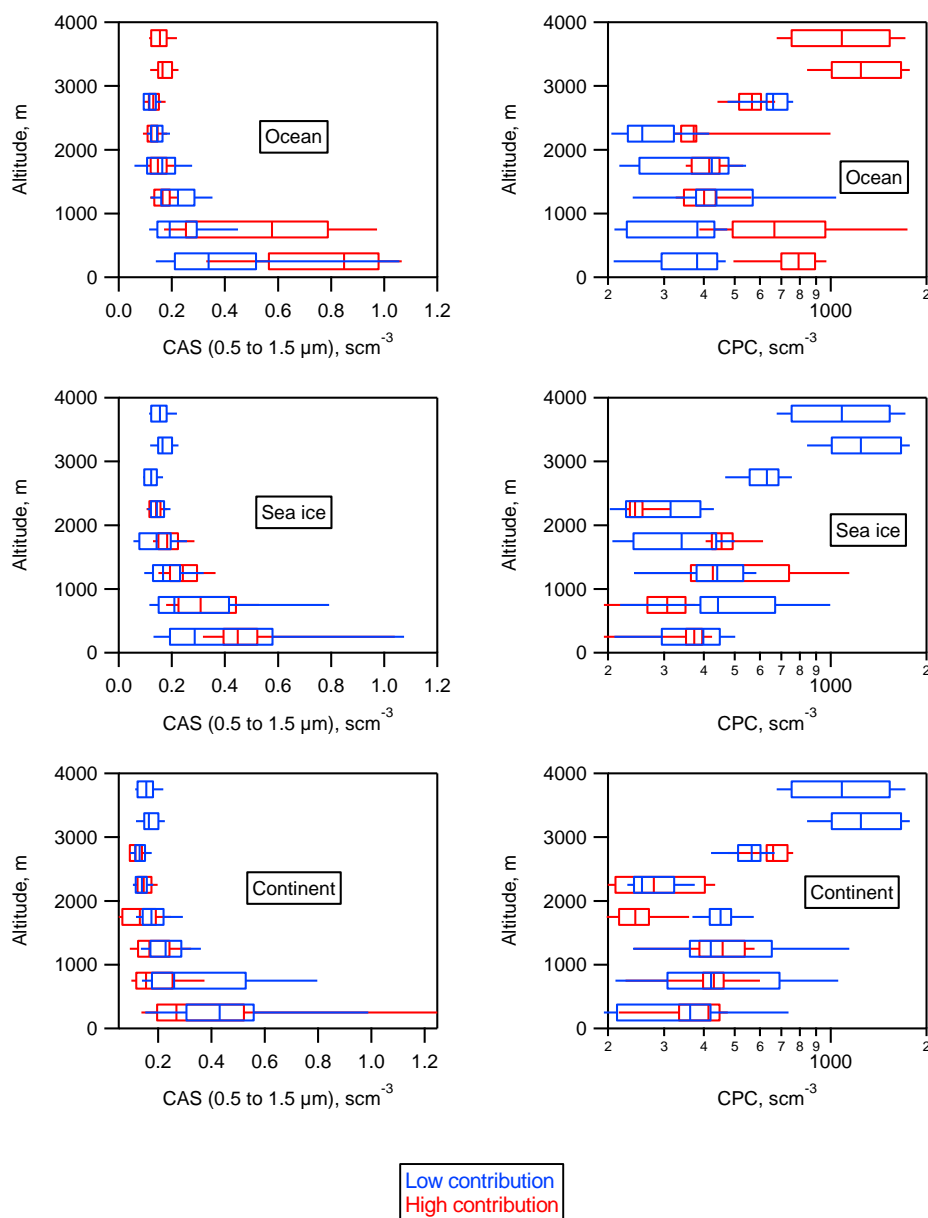 4000
3000
2000
1000
0
Altitude, m
Ocean
0.0 0.2 0.4 0.6 0.8 1.0 1.2
CAS (0.5 to 1.5 µm), scm⁻³
4000
3000
2000
1000
0
Altitude, m
Ocean
2 3 4 5 6 7 8 9 1000 2
CPC, scm⁻³
4000
3000
2000
1000
0
Altitude, m
Sea ice
0.0 0.2 0.4 0.6 0.8 1.0 1.2
CAS (0.5 to 1.5 µm), scm⁻³
4000
3000
2000
1000
0
Altitude, m
Sea ice
2 3 4 5 6 7 8 9 1000 2
CPC, scm⁻³
4000
3000
2000
1000
0
Altitude, m
Continent
0.2 0.4 0.6 0.8 1.0 1.2
CAS (0.5 to 1.5 µm), scm⁻³
4000
3000
2000
1000
0
Altitude, m
Continent
2 3 4 5 6 7 8 9 1000 2
CPC, scm⁻³
Low contribution
High contribution